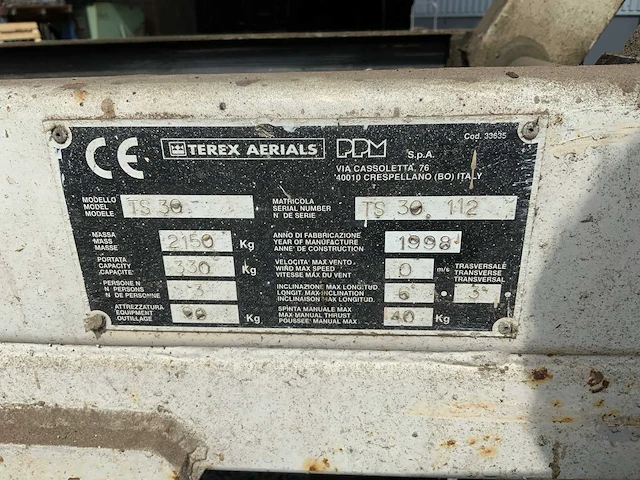 Cod. 33635
CE TEREX AERIALS PPM S.p.A.
VIA CASSOLETTA, 76
40010 CRESPELLANO (BO) ITALY
MODELLO
MODEL
MODELE
TS 30.
MATRICOLA
SERIAL NUMBER
N° DE SERIE
TS 30.112
MASSA
MASS
MASSE
2150 Kg
ANNO DI FABBRICAZIONE
YEAR OF MANUFACTURE
ANNE' DE CONSTRUCTION
1998
PORTATA
CAPACITY
CAPACITE'
330 Kg
VELOCITA' MAX VENTO
WIND MAX SPEED
VITESSE MAX DU VENT
0 m/s
TRASVERSALE
TRANSVERSE
TRANSVERSAL
PERSONE N
N° PERSONS
N° DE PERSONNE
INCLINAZIONE MAX LONGITUD
LONGIT. MAX-INCLINATION
INCLINAISON MAX LONGITUD.
3°
ATTREZZATURA
EQUIPMENT
OUTILLAGE
Kg
SPINTA MANUALE MAX
MAX MANUAL THRUST
POUSSEE' MANUAL MAX
40 Kg